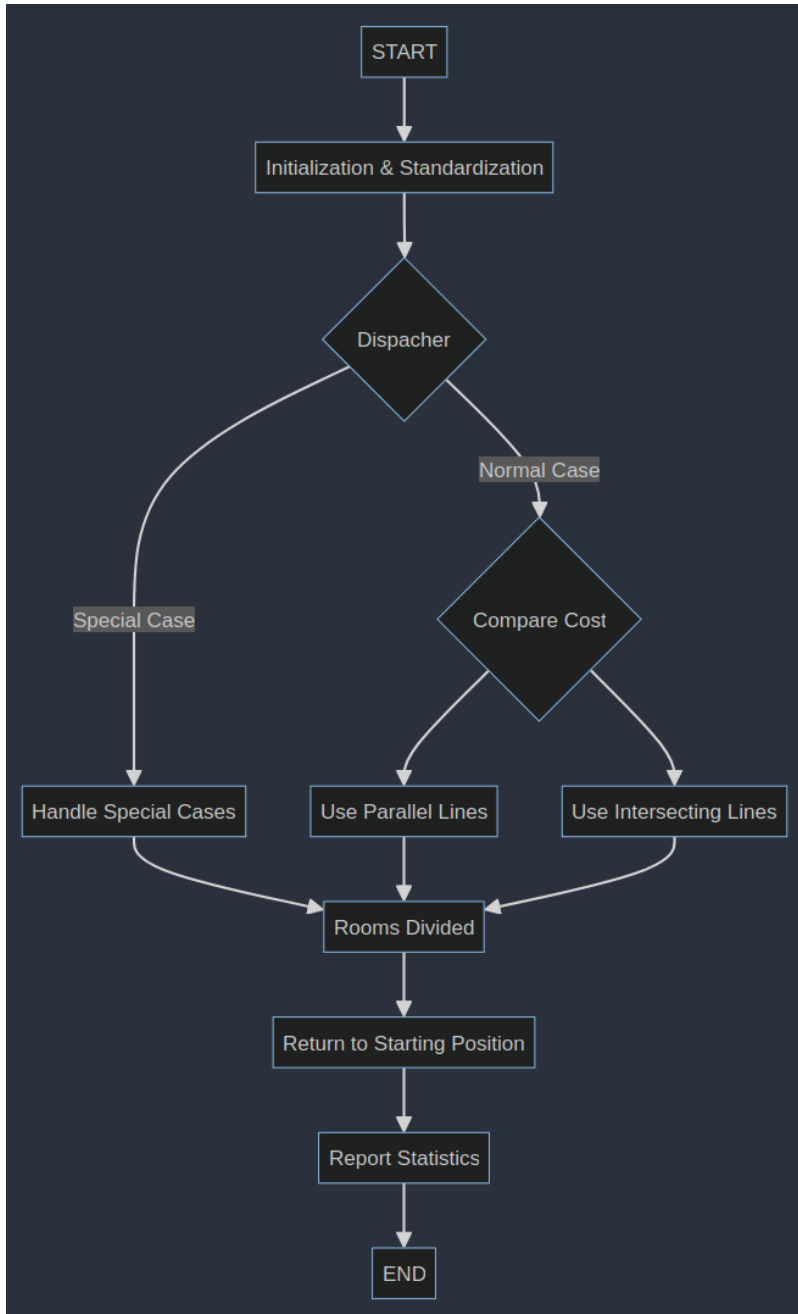 START
Initialization & Standardization
Dispacher
Normal Case
Special Case
Compare Cost
Handle Special Cases
Use Parallel Lines
Use Intersecting Lines
Rooms Divided
Return to Starting Position
Report Statistics
END